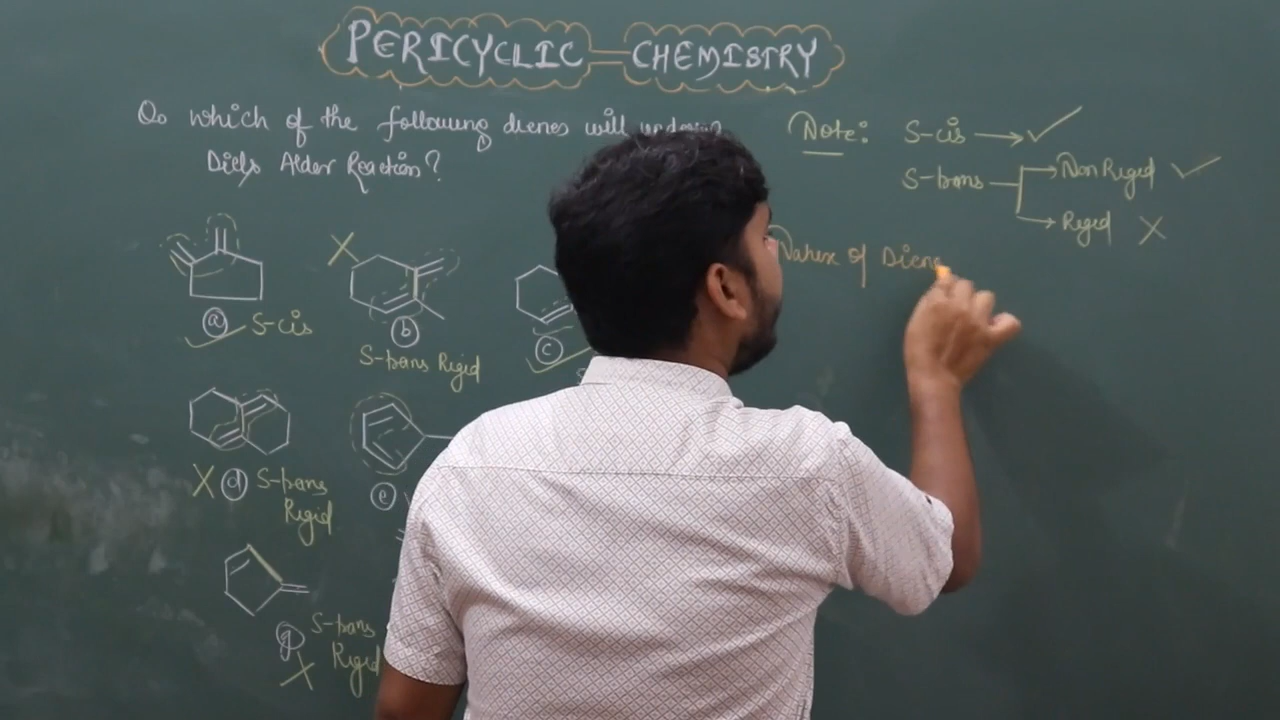 PERICYCLIC CHEMISTRY
Q. which of the following dienes will undergo
Diels Alder Reaction?
Note: S-cis → ✓
S-trans
Non Rigid ✓
Rigid X
Nature of Diene
X
(a) ✓ S-cis
(b)
S-trans Rigid
(c) ✓
X (d) S-trans
Rigid
(e)
(g) S-trans
X Rigid